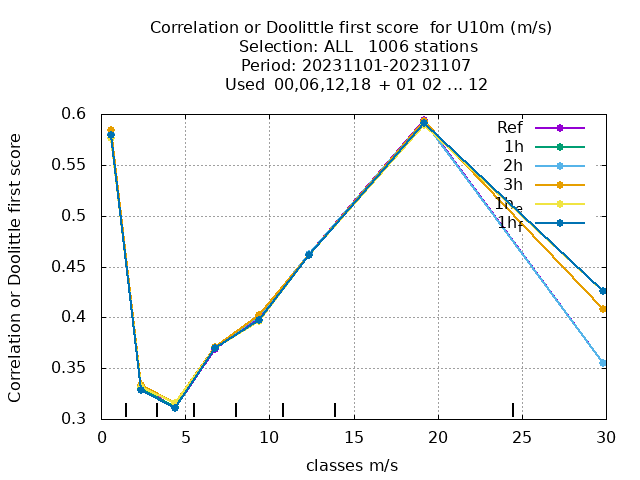 Correlation or Doolittle first score  for U10m (m/s)
Selection: ALL   1006 stations
Period: 20231101-20231107
Used  00,06,12,18  + 01 02 ... 12
Correlation or Doolittle first score
0.6
0.55
0.5
0.45
0.4
0.35
0.3
Ref
1h
2h
3h
1he
1hf
0 5 10 15 20 25 30
classes m/s